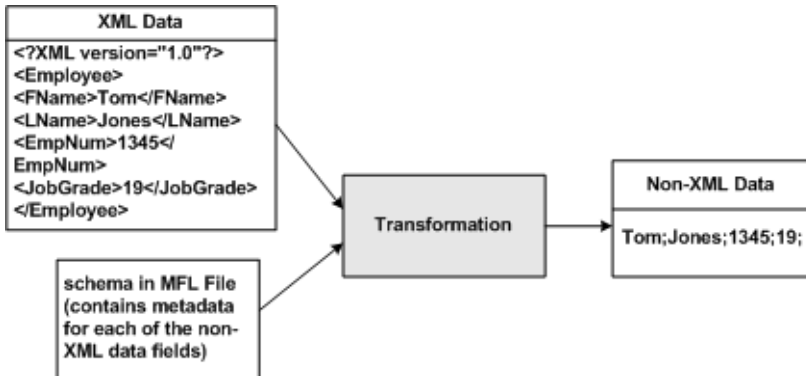 XML Data
<?XML version="1.0"?>
<Employee>
<FName>Tom</FName>
<LName>Jones</LName>
<EmpNum>1345</
EmpNum>
<JobGrade>19</JobGrade>
</Employee>
schema in MFL File
(contains metadata
for each of the non-
XML data fields)
Transformation
Non-XML Data
Tom;Jones;1345;19;